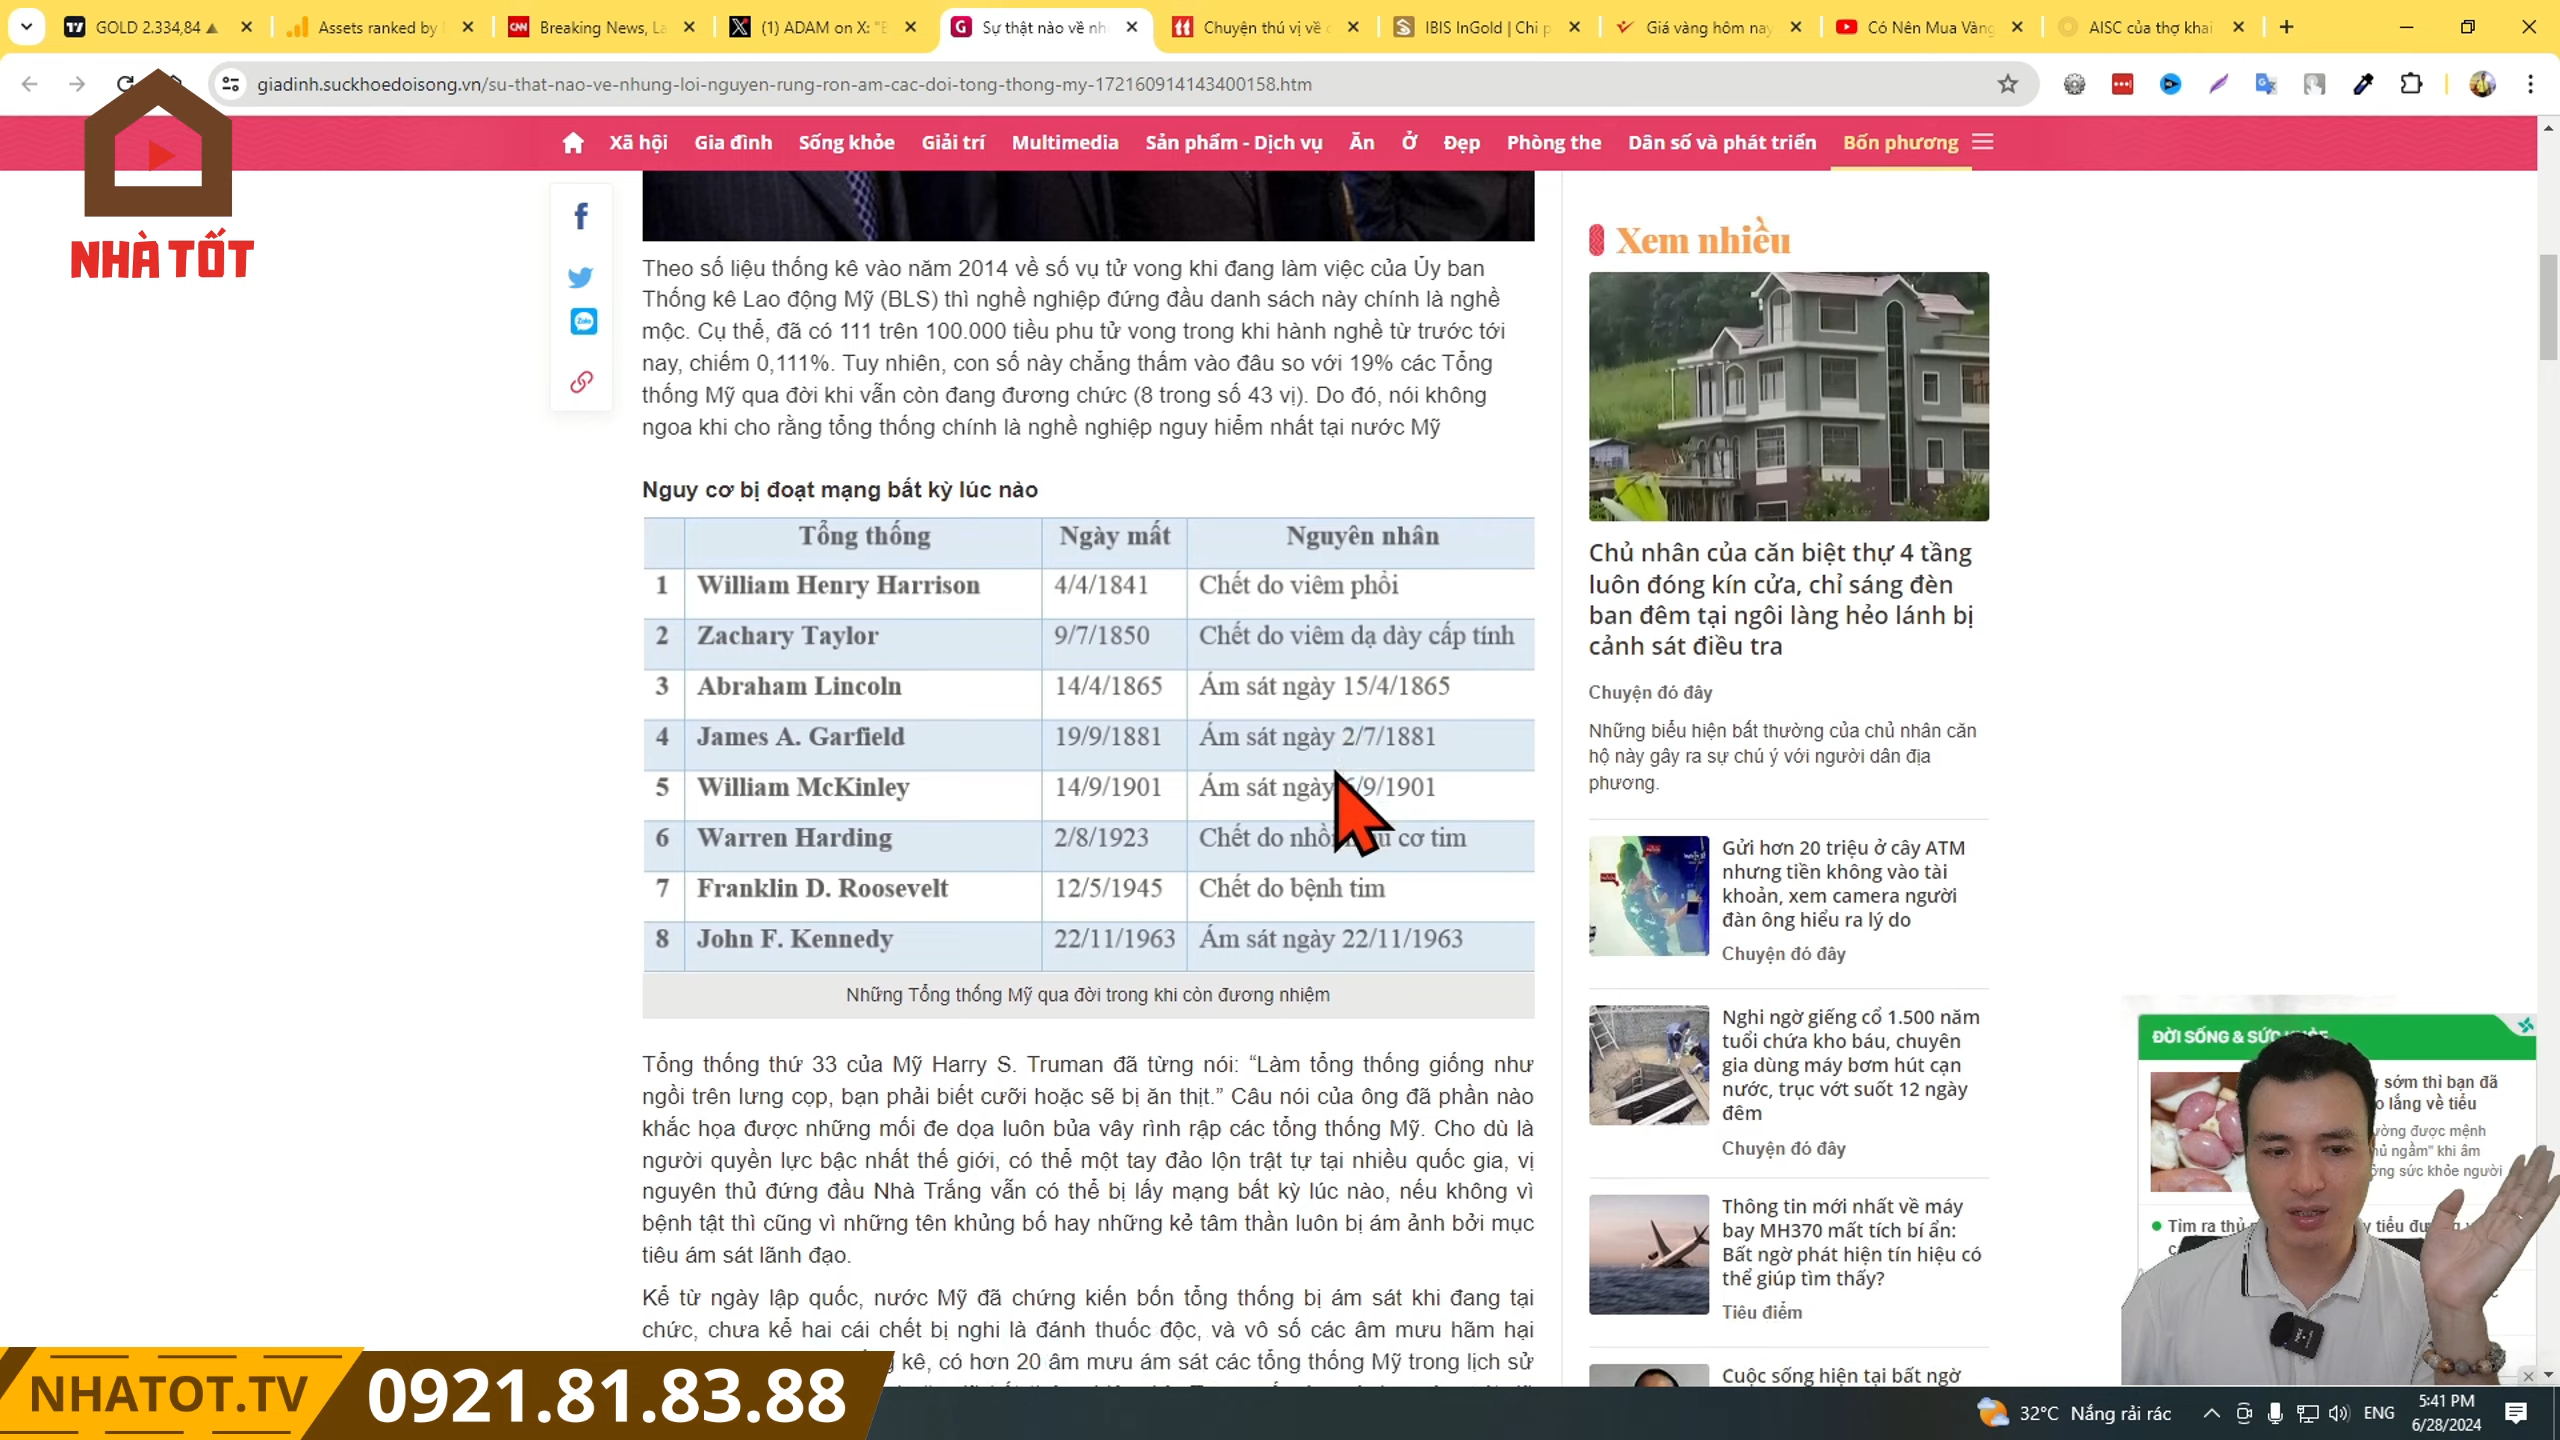 GOLD 2.334,84 ▲
Assets ranked by
Breaking News, La
(1) ADAM on X: "B
Sự thật nào về nh
Chuyện thú vị về
IBIS InGold | Chi p
Giá vàng hôm nay
Có Nên Mua Vàng
AISC của thợ khai
giadinh.suckhoedoisong.vn/su-that-nao-ve-nhung-loi-nguyen-rung-ron-am-cac-doi-tong-thong-my-172160914143400158.htm
Xã hội Gia đình Sống khỏe Giải trí Multimedia Sản phẩm - Dịch vụ Ăn Ở Đẹp Phòng the Dân số và phát triển Bốn phương
NHÀ TỐT
Theo số liệu thống kê vào năm 2014 về số vụ tử vong khi đang làm việc của Ủy ban
Thống kê Lao động Mỹ (BLS) thì nghề nghiệp đứng đầu danh sách này chính là nghề
mộc. Cụ thể, đã có 111 trên 100.000 tiều phu tử vong trong khi hành nghề từ trước tới
nay, chiếm 0,111%. Tuy nhiên, con số này chẳng thấm vào đâu so với 19% các Tổng
thống Mỹ qua đời khi vẫn còn đang đương chức (8 trong số 43 vị). Do đó, nói không
ngoa khi cho rằng tổng thống chính là nghề nghiệp nguy hiểm nhất tại nước Mỹ
Nguy cơ bị đoạt mạng bất kỳ lúc nào
Tổng thống Ngày mất Nguyên nhân
1 William Henry Harrison 4/4/1841 Chết do viêm phổi
2 Zachary Taylor 9/7/1850 Chết do viêm dạ dày cấp tính
3 Abraham Lincoln 14/4/1865 Ám sát ngày 15/4/1865
4 James A. Garfield 19/9/1881 Ám sát ngày 2/7/1881
5 William McKinley 14/9/1901 Ám sát ngày /9/1901
6 Warren Harding 2/8/1923 Chết do cơ tim
7 Franklin D. Roosevelt 12/5/1945 Chết do bệnh tim
8 John F. Kennedy 22/11/1963 Ám sát ngày 22/11/1963
Những Tổng thống Mỹ qua đời trong khi còn đương nhiệm
Tổng thống thứ 33 của Mỹ Harry S. Truman đã từng nói: “Làm tổng thống giống như
ngồi trên lưng cọp, bạn phải biết cưỡi hoặc sẽ bị ăn thịt.” Câu nói của ông đã phần nào
khắc họa được những mối đe dọa luôn bủa vây rình rập các tổng thống Mỹ. Cho dù là
người quyền lực bậc nhất thế giới, có thể một tay đảo lộn trật tự tại nhiều quốc gia, vị
nguyên thủ đứng đầu Nhà Trắng vẫn có thể bị lấy mạng bất kỳ lúc nào, nếu không vì
bệnh tật thì cũng vì những tên khủng bố hay những kẻ tâm thần luôn bị ám ảnh bởi mục
tiêu ám sát lãnh đạo.
Kể từ ngày lập quốc, nước Mỹ đã chứng kiến bốn tổng thống bị ám sát khi đang tại
chức, chưa kể hai cái chết bị nghi là đánh thuốc độc, và vô số các âm mưu hãm hại
kê, có hơn 20 âm mưu ám sát các tổng thống Mỹ trong lịch sử
Xem nhiều
Chủ nhân của căn biệt thự 4 tầng
luôn đóng kín cửa, chỉ sáng đèn
ban đêm tại ngôi làng hẻo lánh bị
cảnh sát điều tra
Chuyện đó đây
Những biểu hiện bất thường của chủ nhân căn
hộ này gây ra sự chú ý với người dân địa
phương.
Gửi hơn 20 triệu ở cây ATM
nhưng tiền không vào tài
khoản, xem camera người
đàn ông hiểu ra lý do
Chuyện đó đây
Nghi ngờ giếng cổ 1.500 năm
tuổi chứa kho báu, chuyên
gia dùng máy bơm hút cạn
nước, trục vớt suốt 12 ngày
đêm
Chuyện đó đây
Thông tin mới nhất về máy
bay MH370 mất tích bí ẩn:
Bất ngờ phát hiện tín hiệu có
thể giúp tìm thấy?
Tiêu điểm
Cuộc sống hiện tại bất ngờ
ĐỜI SỐNG &
sớm thì bạn đã
lắng về tiểu
ường được mệnh
ngầm" khi âm
sức khỏe người
Tìm ra thủ
NHATOT.TV
0921.81.83.88
32°C Nắng rải rác
ENG
5:41 PM
6/28/2024